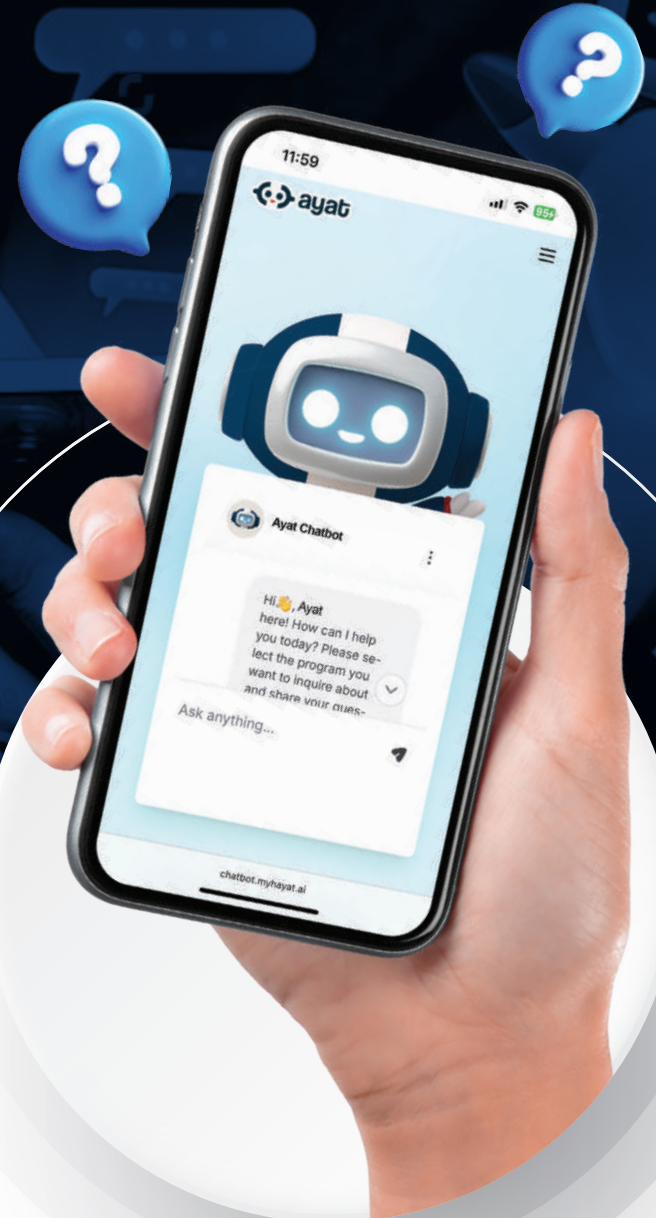 11:59
95
ayat
Ayat Chatbot
Hi👋, Ayat
here! How can I help
you today? Please se-
lect the program you
want to inquire about
and share your ques-
Ask anything...
chatbot.myhayat.ai
? ?